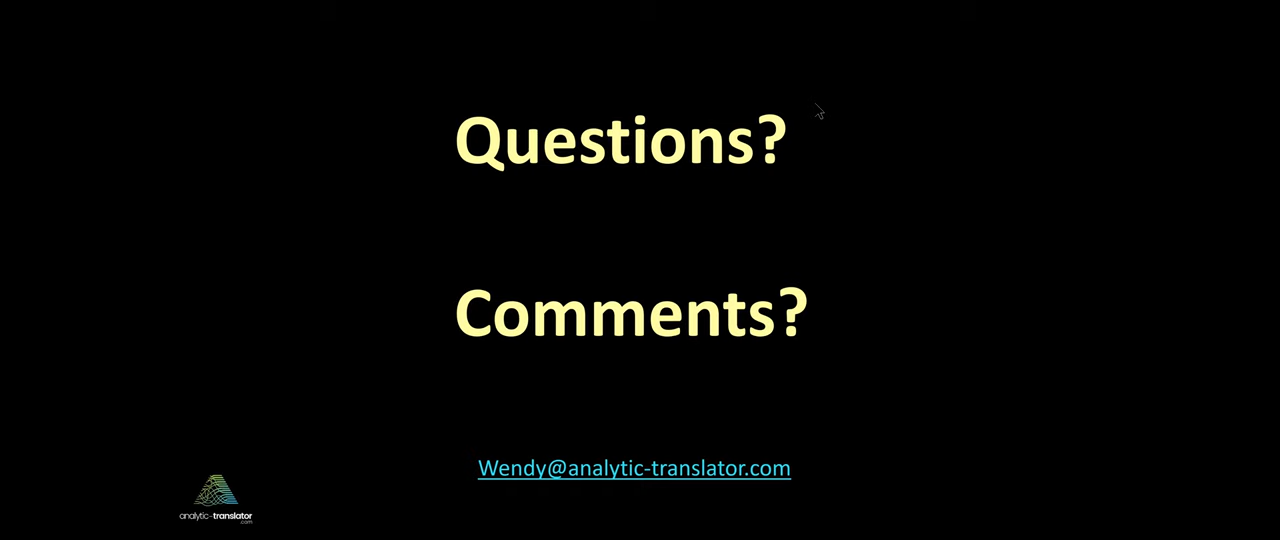 Questions?
Comments?
Wendy@analytic-translator.com
analytic-translator
.com